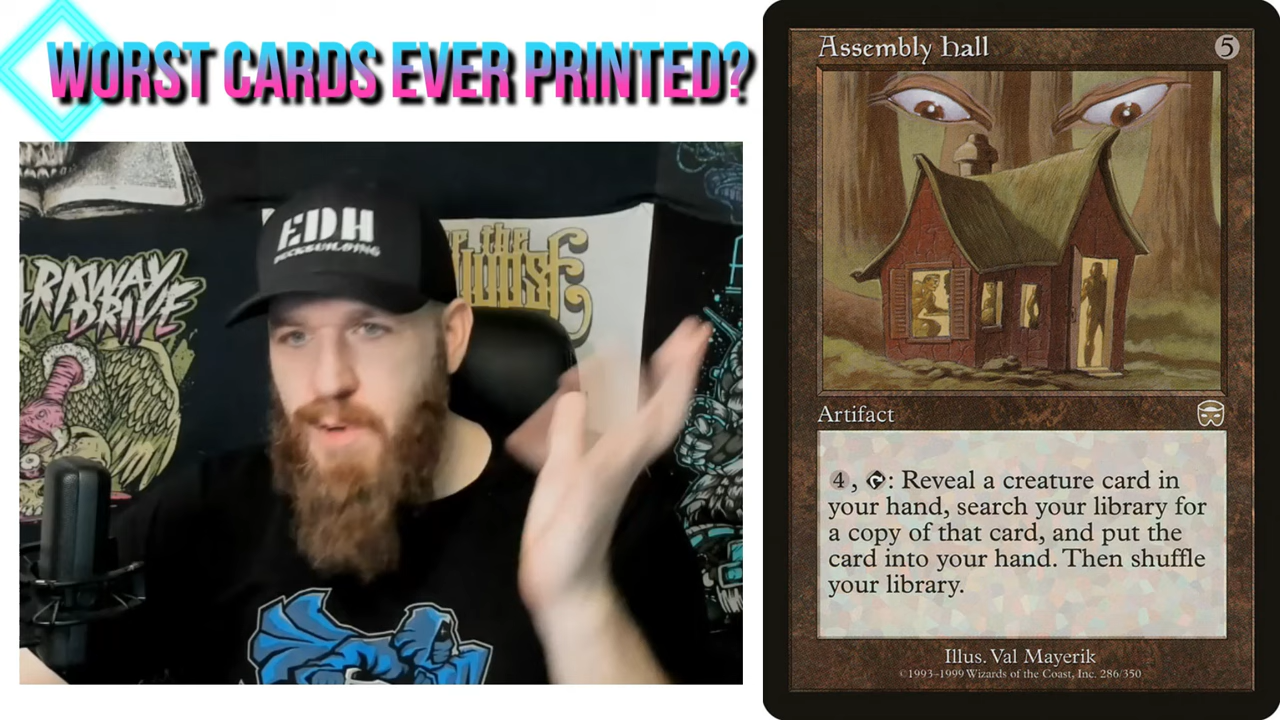 WORST CARDS EVER PRINTED?
EDH
DECKBUILDING
DRIVE
Assembly Hall
5
Artifact
4, : Reveal a creature card in
your hand, search your library for
a copy of that card, and put the
card into your hand. Then shuffle
your library.
Illus. Val Mayerik
©1993-1999 Wizards of the Coast, Inc. 286/350